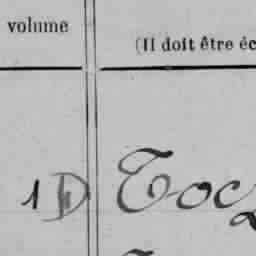 volume
(Il doit être éc
1 D Toc